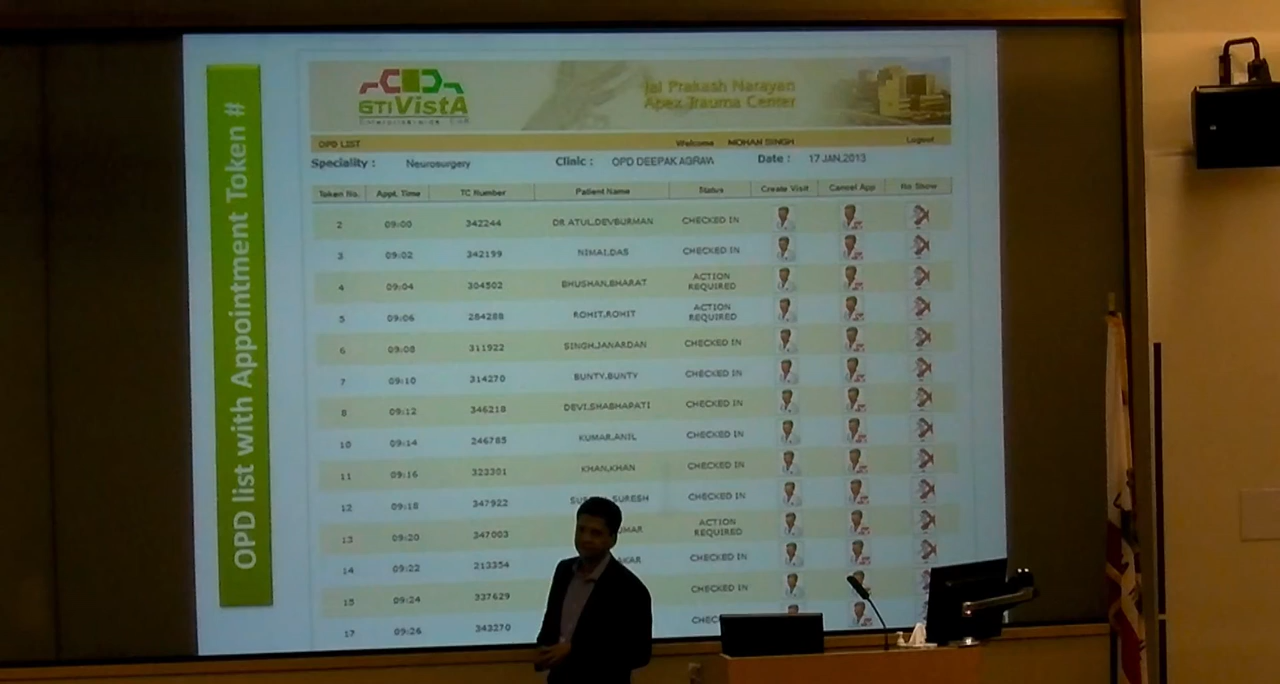 OPD list with Appointment Token #
GTIVistA
Jai Prakash Narayan
Apex Trauma Center
OPD LIST Welcome MOHAN SINGH Logout
Speciality : Neurosurgery Clinic : OPD DEEPAK AGRAW Date : 17 JAN,2013
Token No. Appt. Time TC Number Patient Name Status Create Visit Cancel App No Show
2 09:00 342244 DR ATUL,DEVBURMAN CHECKED IN
3 09:02 342199 NIMAI,DAS CHECKED IN
4 09:04 304502 BHUSHAN,BHARAT ACTION REQUIRED
5 09:06 284288 ROHIT,ROHIT ACTION REQUIRED
6 09:08 311922 SINGH,JANARDAN CHECKED IN
7 09:10 314270 BUNTY,BUNTY CHECKED IN
8 09:12 346218 DEVI,SHABHAPATI CHECKED IN
10 09:14 246785 KUMAR,ANIL CHECKED IN
11 09:16 323301 KHAN,KHAN CHECKED IN
12 09:18 347922 SURESH CHECKED IN
13 09:20 347003 ACTION REQUIRED
14 09:22 213354 CHECKED IN
15 09:24 337629 CHECKED IN
17 09:26 343270